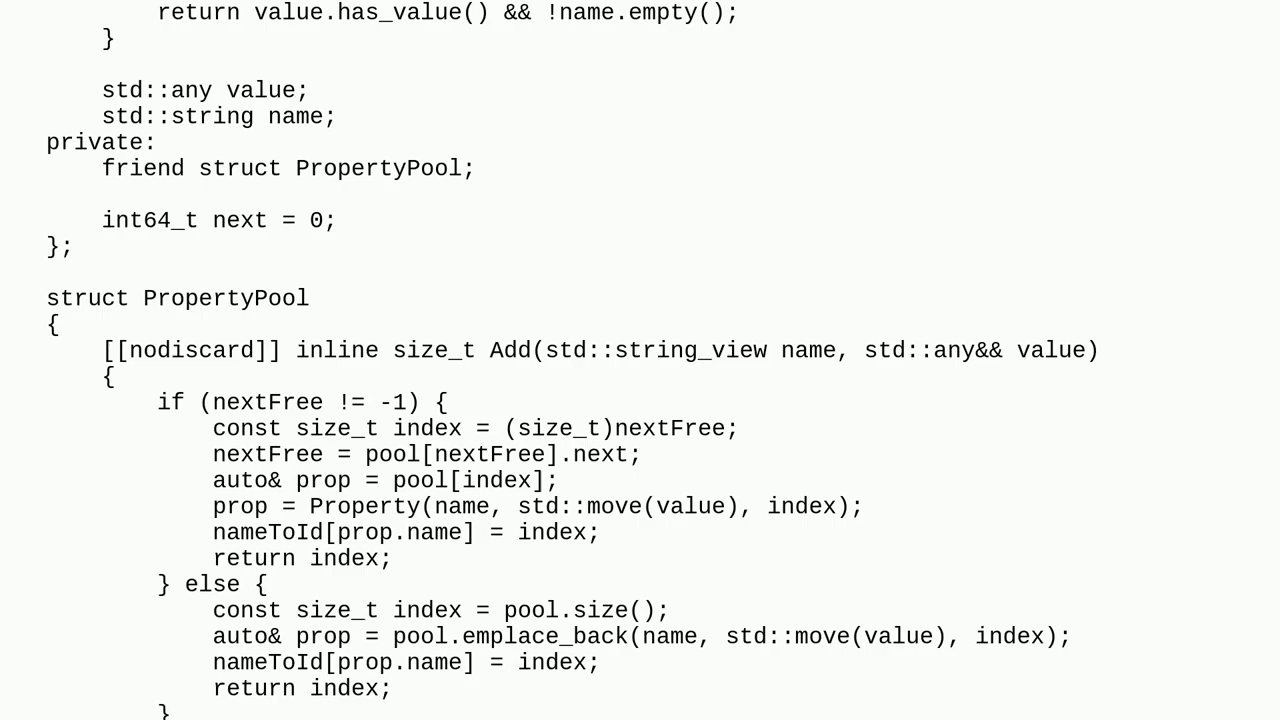 return value.has_value() && !name.empty();
    }

    std::any value;
    std::string name;
private:
    friend struct PropertyPool;

    int64_t next = 0;
};

struct PropertyPool
{
    [[nodiscard]] inline size_t Add(std::string_view name, std::any&& value)
    {
        if (nextFree != -1) {
            const size_t index = (size_t)nextFree;
            nextFree = pool[nextFree].next;
            auto& prop = pool[index];
            prop = Property(name, std::move(value), index);
            nameToId[prop.name] = index;
            return index;
        } else {
            const size_t index = pool.size();
            auto& prop = pool.emplace_back(name, std::move(value), index);
            nameToId[prop.name] = index;
            return index;
        }